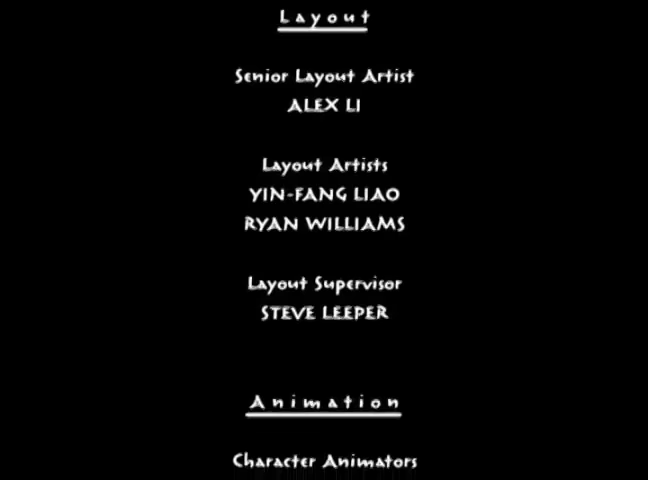 Layout
Senior Layout Artist
ALEX LI
Layout Artists
YIN-FANG LIAO
RYAN WILLIAMS
Layout Supervisor
STEVE LEEPER
Animation
Character Animators